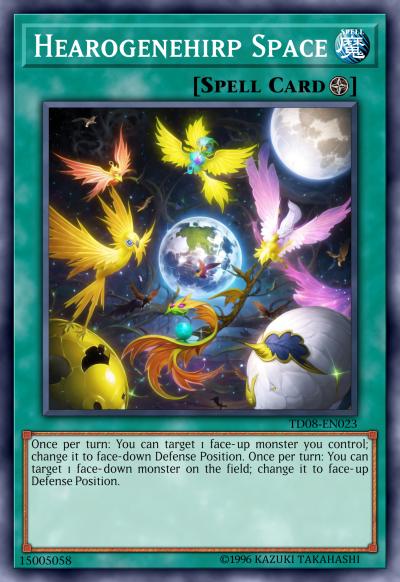 Hearogenehirp Space
SPELL
魔
[Spell Card]
TD08-EN023
Once per turn: You can target 1 face-up monster you control;
change it to face-down Defense Position. Once per turn: You can
target 1 face-down monster on the field; change it to face-up
Defense Position.
15005058
©1996 KAZUKI TAKAHASHI